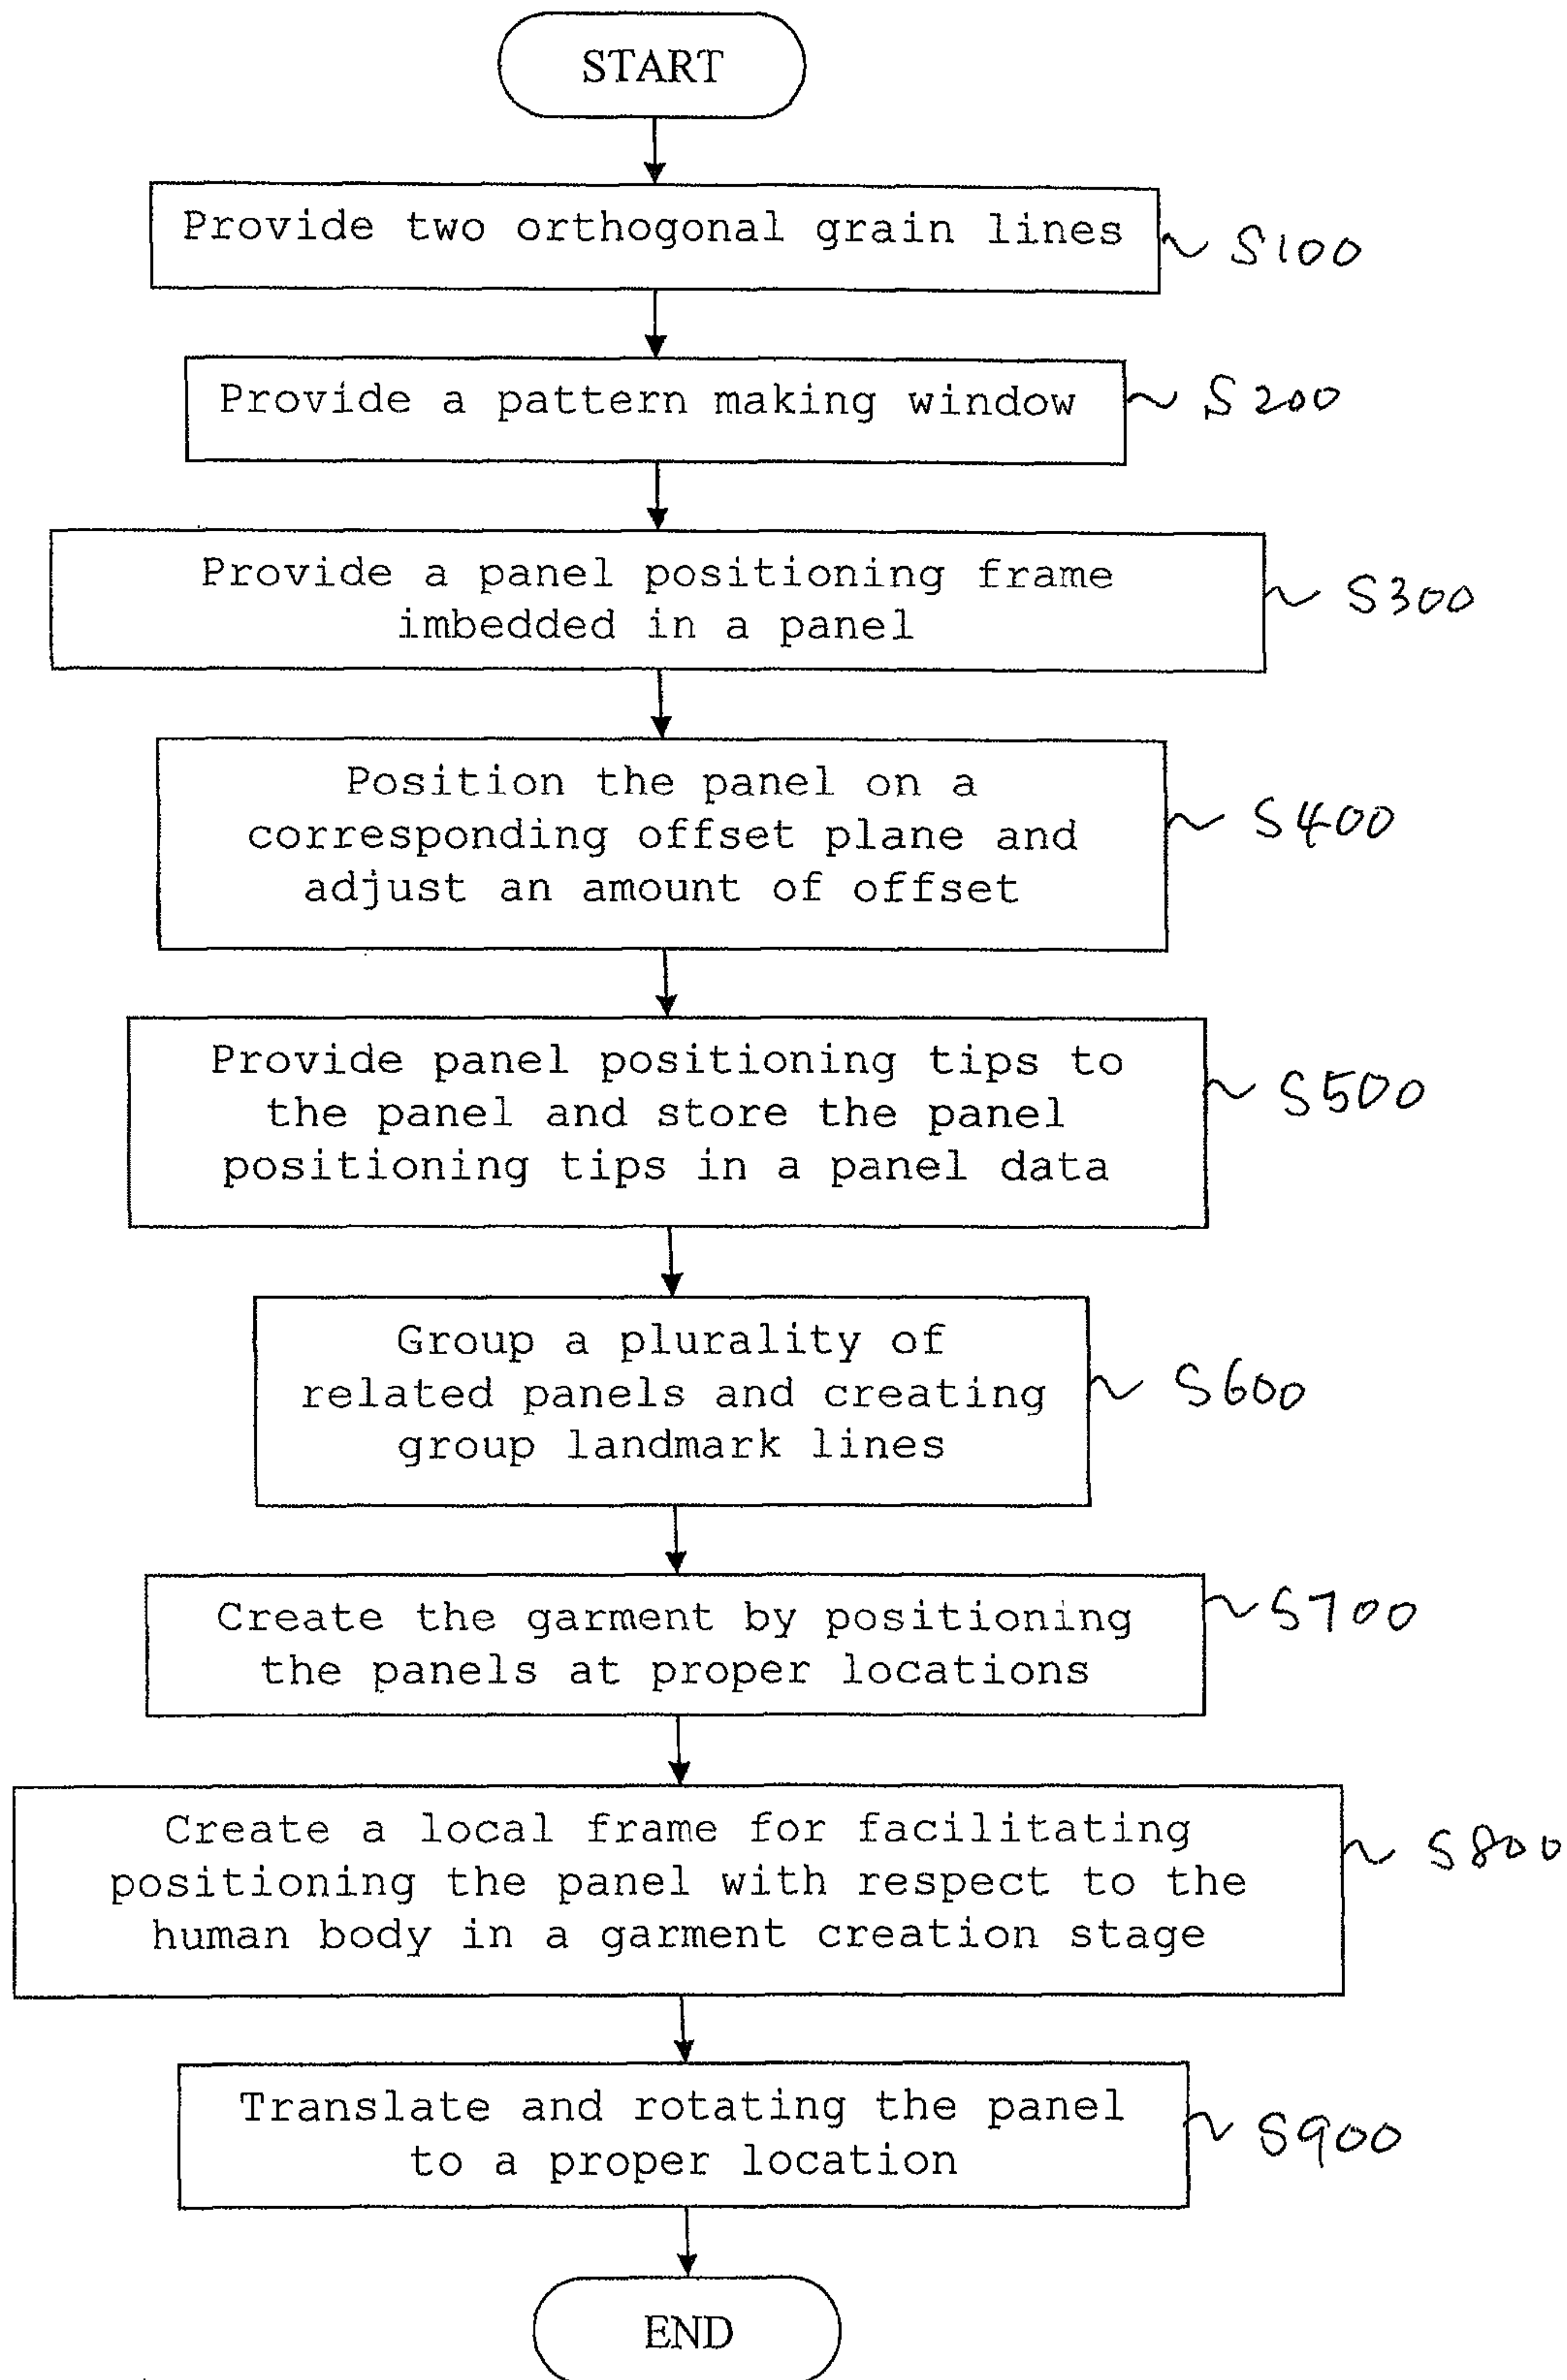 START
Provide two orthogonal grain lines
S100
Provide a pattern making window
S200
Provide a panel positioning frame
imbedded in a panel
S300
Position the panel on a
corresponding offset plane and
adjust an amount of offset
S400
Provide panel positioning tips to
the panel and store the panel
positioning tips in a panel data
S500
Group a plurality of
related panels and creating
group landmark lines
S600
Create the garment by positioning
the panels at proper locations
S700
Create a local frame for facilitating
positioning the panel with respect to the
human body in a garment creation stage
S800
Translate and rotating the panel
to a proper location
S900
END